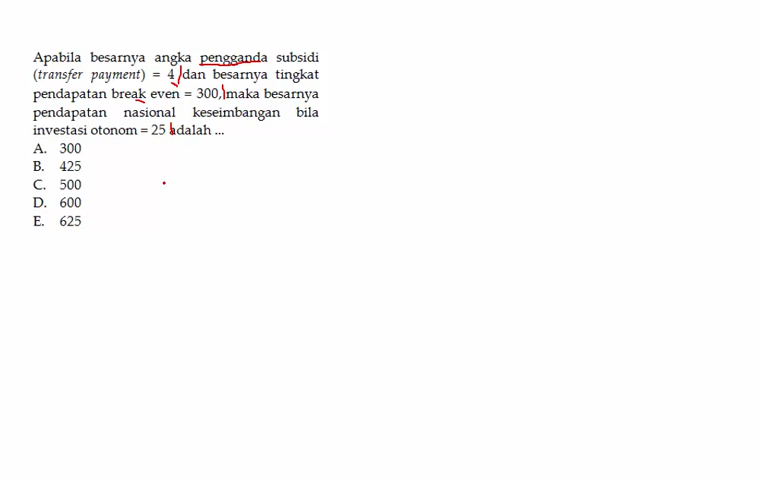 Apabila besarnya angka pengganda subsidi
(transfer payment) = 4 dan besarnya tingkat
pendapatan break even = 300, maka besarnya
pendapatan nasional keseimbangan bila
investasi otonom = 25 adalah ...
A. 300
B. 425
C. 500
D. 600
E. 625